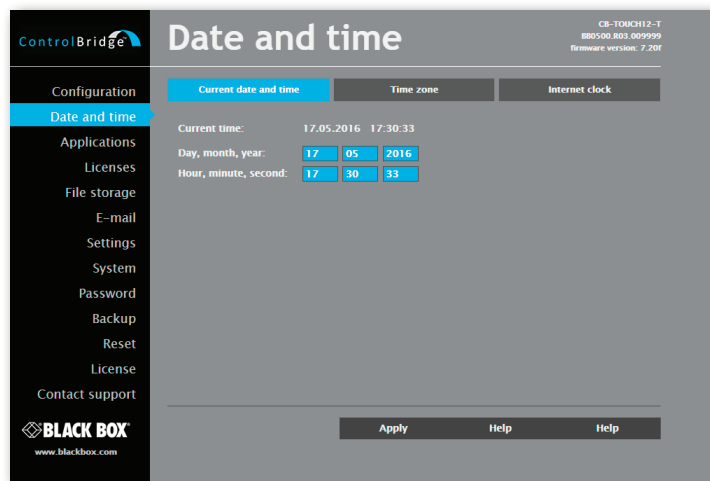 ControlBridge
Date and time
CB-TOUCH12-T
BB0500.R03.009999
firmware version: 7.20f
Configuration
Date and time
Applications
Licenses
File storage
E-mail
Settings
System
Password
Backup
Reset
License
Contact support
Current date and time Time zone Internet clock
Current time: 17.05.2016 17:30:33
Day, month, year: 17 05 2016
Hour, minute, second: 17 30 33
Apply Help Help
BLACK BOX®
www.blackbox.com